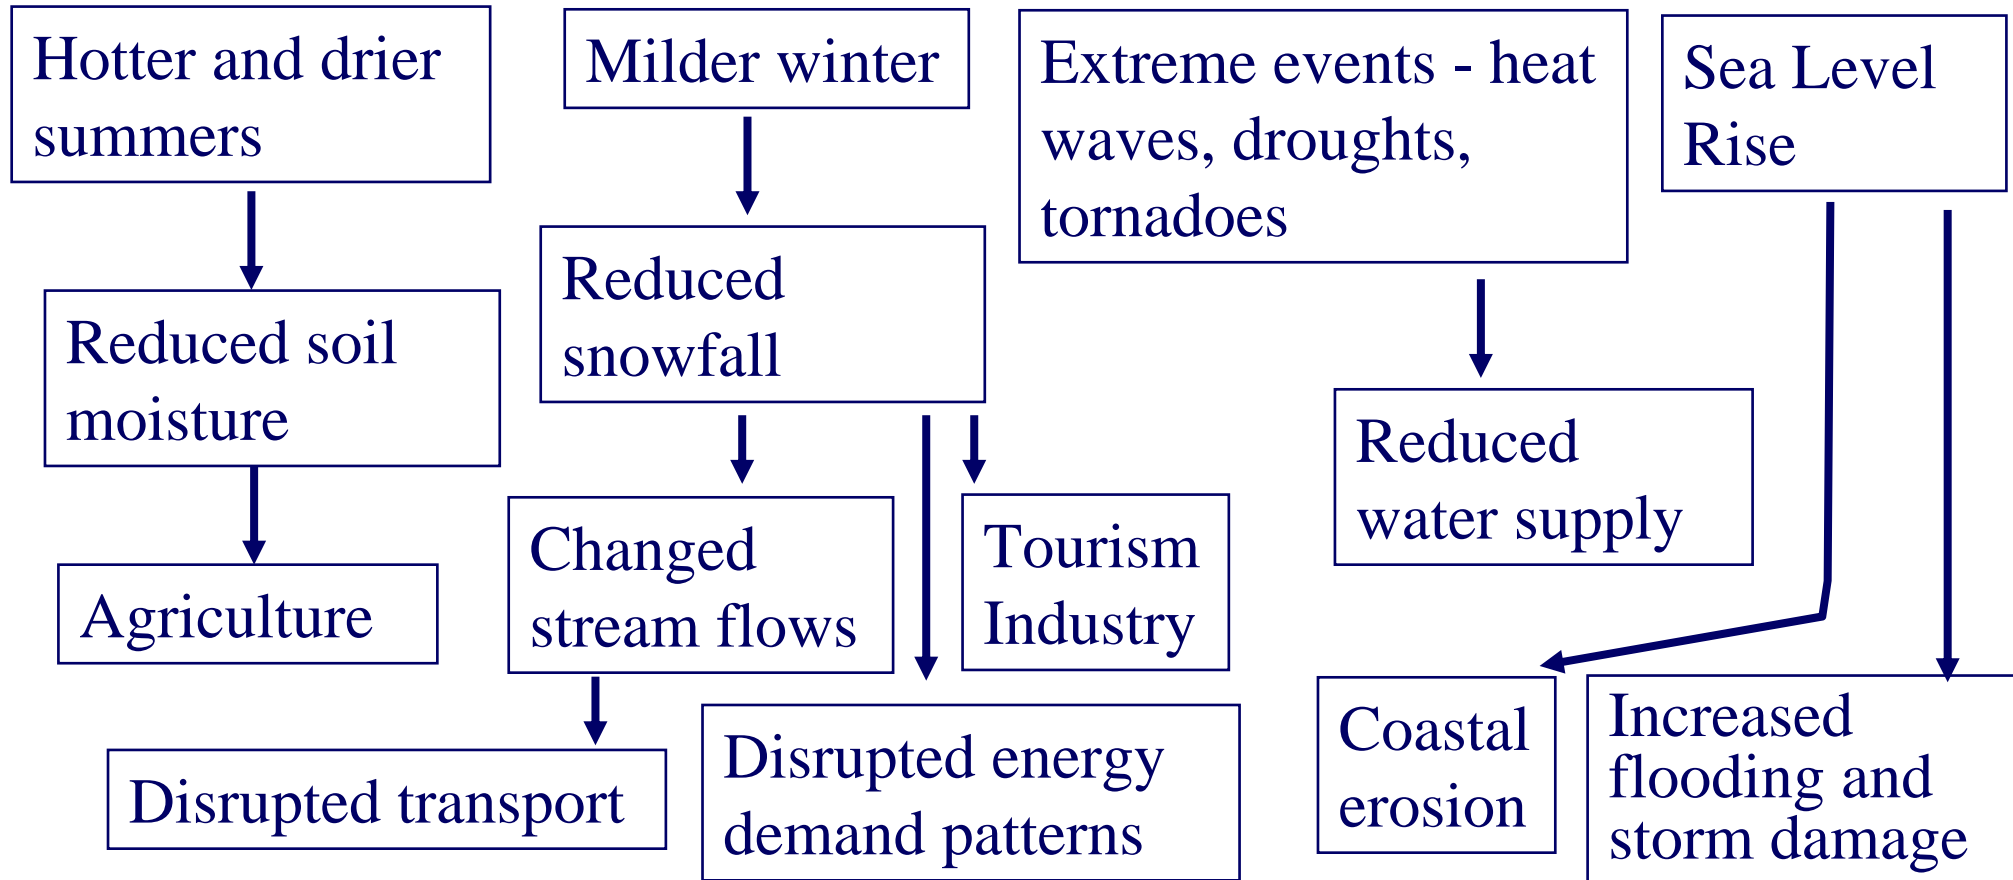 Hotter and drier
summers
Milder winter
Extreme events - heat
waves, droughts,
tornadoes
Sea Level
Rise
Reduced soil
moisture
Reduced
snowfall
Reduced
water supply
Agriculture
Changed
stream flows
Tourism
Industry
Disrupted transport
Disrupted energy
demand patterns
Coastal
erosion
Increased
flooding and
storm damage